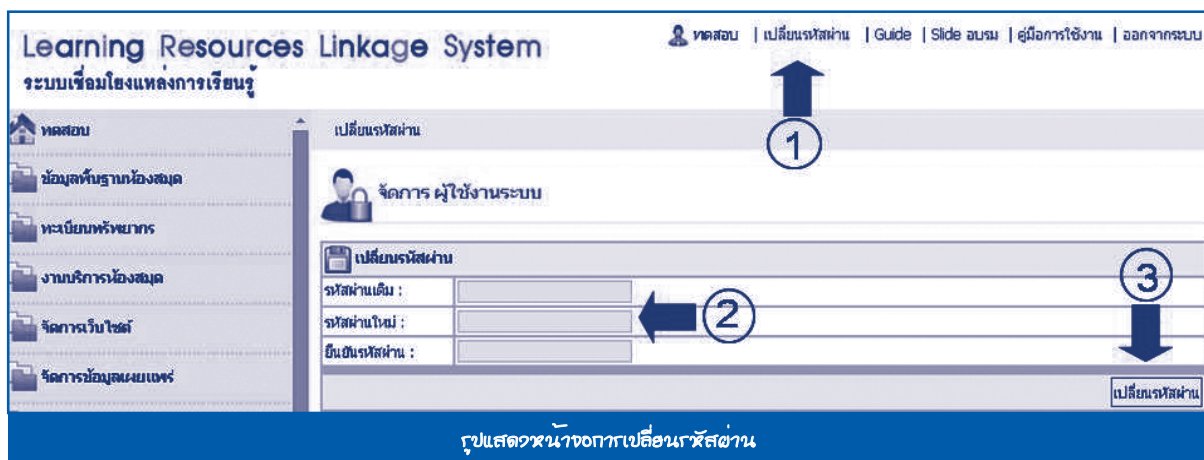 Learning Resources Linkage System
ระบบเชื่อมโยงแหล่งการเรียนรู้
ทดสอบ | เปลี่ยนรหัสผ่าน | Guide | Slide อบรม | คู่มือการใช้งาน | ออกจากระบบ
1
ทดสอบ
ข้อมูลพื้นฐานห้องสมุด
ทะเบียนทรัพยากร
งานบริการห้องสมุด
จัดการเว็บไซต์
จัดการข้อมูลเผยแพร่
เปลี่ยนรหัสผ่าน
จัดการ ผู้ใช้งานระบบ
เปลี่ยนรหัสผ่าน
รหัสผ่านเดิม :
รหัสผ่านใหม่ :
ยืนยันรหัสผ่าน :
2
3
เปลี่ยนรหัสผ่าน
รูปแสดงหน้าจอการเปลี่ยนรหัสผ่าน